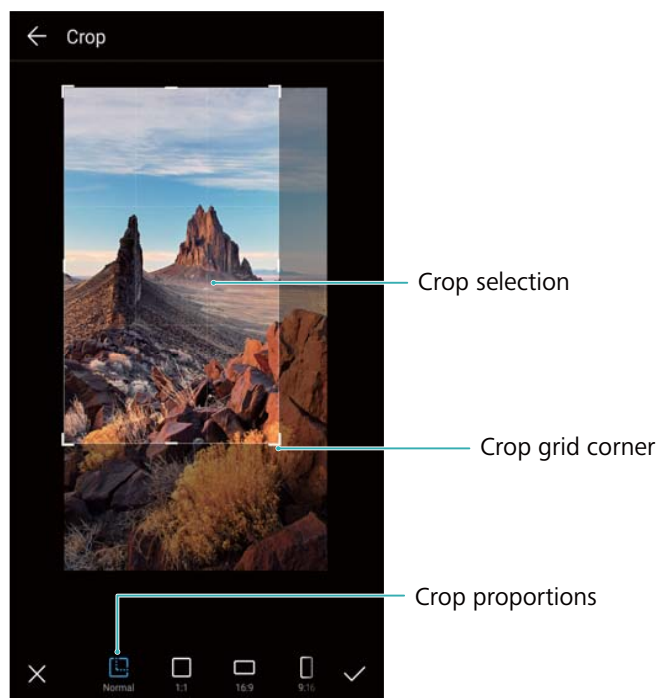 Crop
Crop selection
Crop grid corner
Crop proportions
Normal
1:1
16:9
9:16